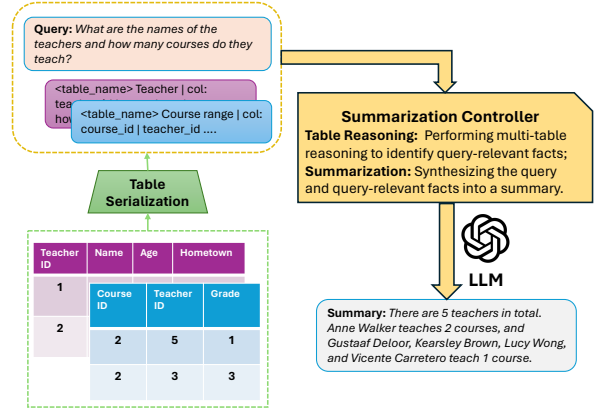 Query: What are the names of the
teachers and how many courses do they
teach?
<table_name> Teacher | col:
<table_name> Course range | col:
course_id | teacher_id ....
Table
Serialization
Teacher
ID
Name
Age
Hometown
1
2
Course
ID
Teacher
ID
Grade
2
5
1
2
3
3
Summarization Controller
Table Reasoning: Performing multi-table
reasoning to identify query-relevant facts;
Summarization: Synthesizing the query
and query-relevant facts into a summary.
LLM
Summary: There are 5 teachers in total.
Anne Walker teaches 2 courses, and
Gustaaf Deloor, Kearsley Brown, Lucy Wong,
and Vicente Carretero teach 1 course.